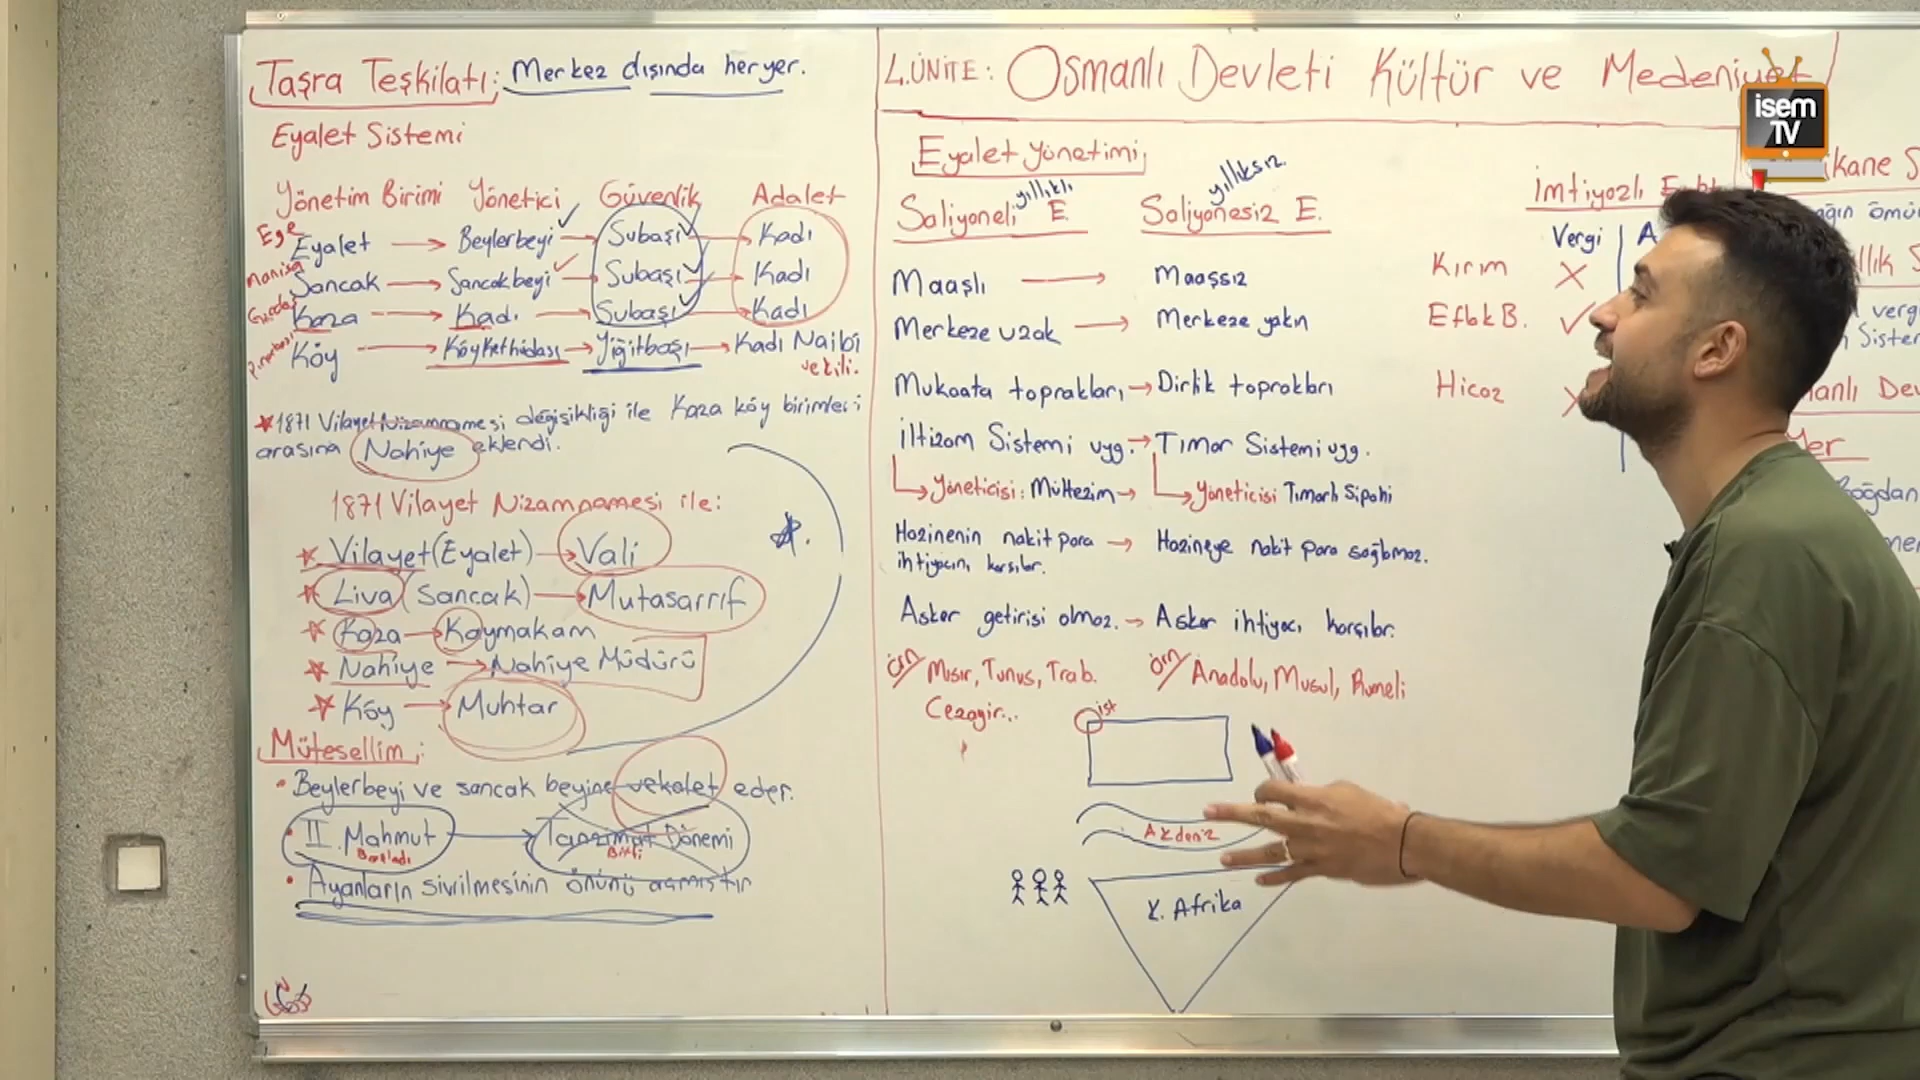 Taşra Teşkilatı: Merkez dışında her yer.
Eyalet Sistemi
Yönetim Birimi Yönetici Güvenlik Adalet
Ege Eyalet → Beylerbeyi → Subaşı → Kadı
Manisa Sancak → Sancakbeyi → Subaşı → Kadı
Kaza → Kadı → Subaşı → Kadı
Köy → Köy Kethüdası → Yiğitbaşı → Kadı Naibi
vekili.
★1871 Vilayet Nizamnamesi değişikliği ile Kaza köy birimleri
arasına Nahiye eklendi.
1871 Vilayet Nizamnamesi ile:
★ Vilayet (Eyalet) → Vali
★ Liva (Sancak) → Mutasarrıf
★ Kaza → Kaymakam
★ Nahiye → Nahiye Müdürü
★ Köy → Muhtar
Mütesellim:
• Beylerbeyi ve sancak beyine vekalet eder.
• II. Mahmut → Tanzimat Dönemi
Başladı Bitti
• Ayanların sivrilmesinin önünü açmıştır
4.ÜNİTE: Osmanlı Devleti Kültür ve Medeniyet
Eyalet Yönetimi
yıllıklı yıllıksız
Saliyaneli E. Saliyanesiz E.
Maaşlı → Maaşsız
Merkeze uzak → Merkeze yakın
Mukaata toprakları → Dirlik toprakları
İltizam Sistemi uyg. → Tımar Sistemi uyg.
Yöneticisi: Mültezim → Yöneticisi Tımarlı Sipahi
Hazinenin nakit para → Hazineye nakit para sağlamaz.
ihtiyacını karşılar.
Asker getirisi olmaz. → Asker ihtiyacı karşılar.
Örn/ Mısır, Tunus, Trab. Örn/ Anadolu, Musul, Rumeli
Cezayir...
ist
Akdeniz
K. Afrika
İmtiyazlı
Vergi A
Kırım X
Eflak B. ✓
Hicaz X
isem
TV